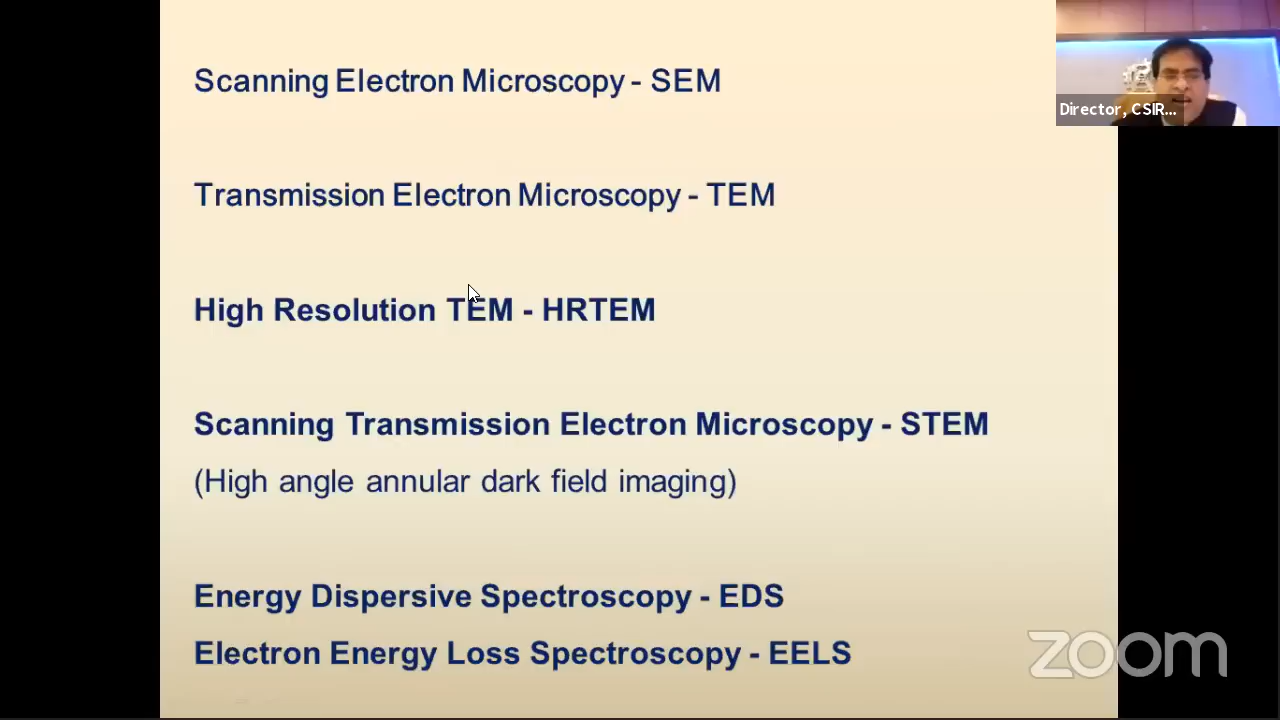 Scanning Electron Microscopy - SEM
Director, CSIR...
Transmission Electron Microscopy - TEM
High Resolution TEM - HRTEM
Scanning Transmission Electron Microscopy - STEM
(High angle annular dark field imaging)
Energy Dispersive Spectroscopy - EDS
Electron Energy Loss Spectroscopy - EELS
zoom